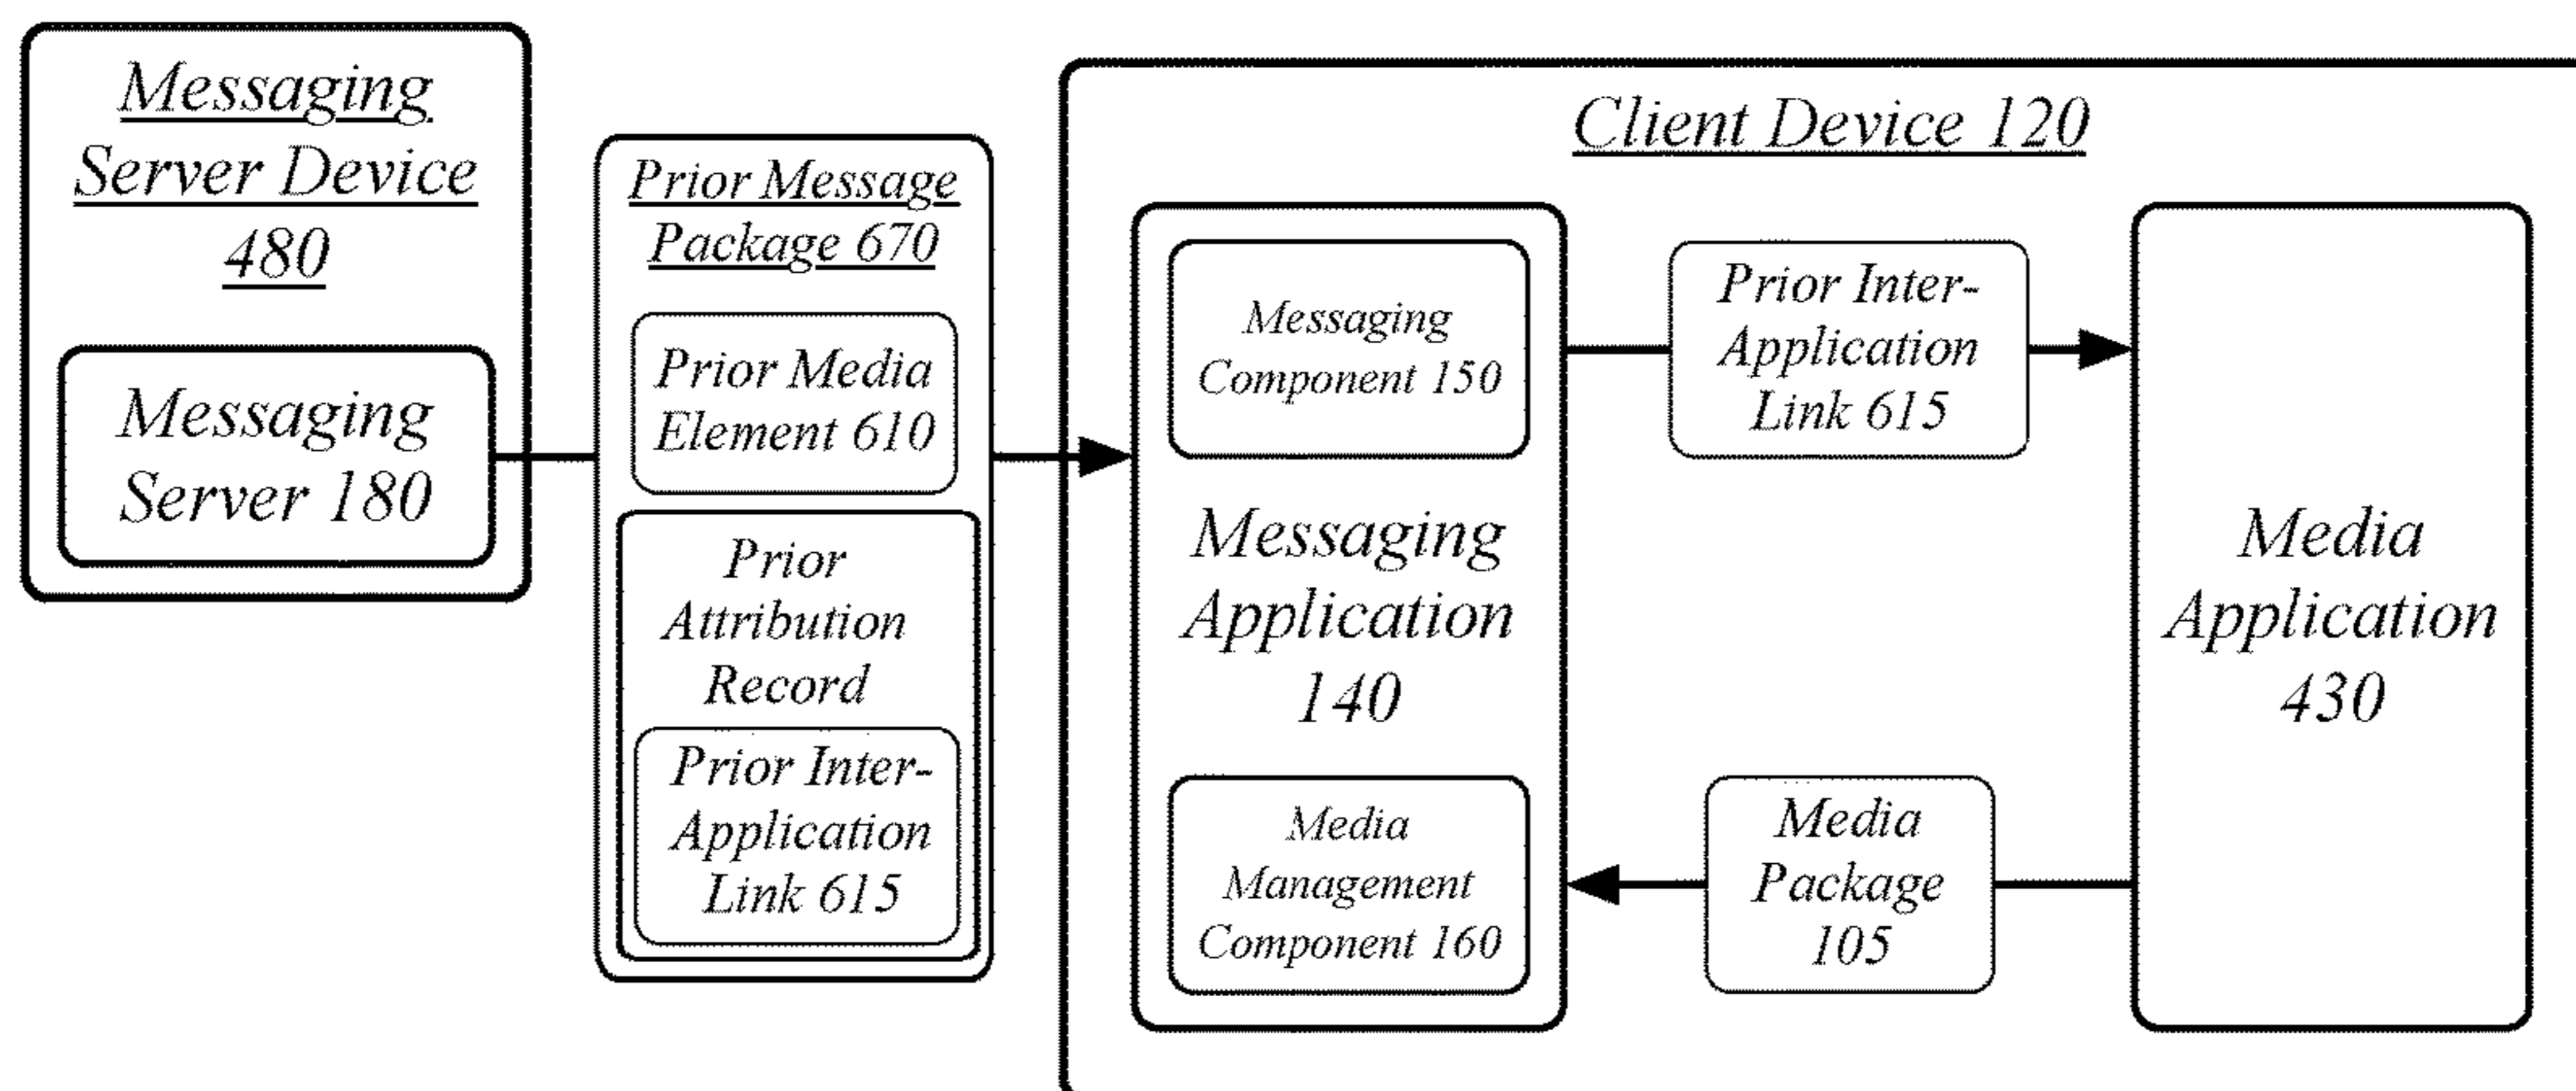 Messaging
Server Device
480
Messaging
Server 180
Prior Message
Package 670
Prior Media
Element 610
Prior
Attribution
Record
Prior Inter-
Application
Link 615
Client Device 120
Messaging
Component 150
Messaging
Application
140
Media
Management
Component 160
Prior Inter-
Application
Link 615
Media
Package
105
Media
Application
430